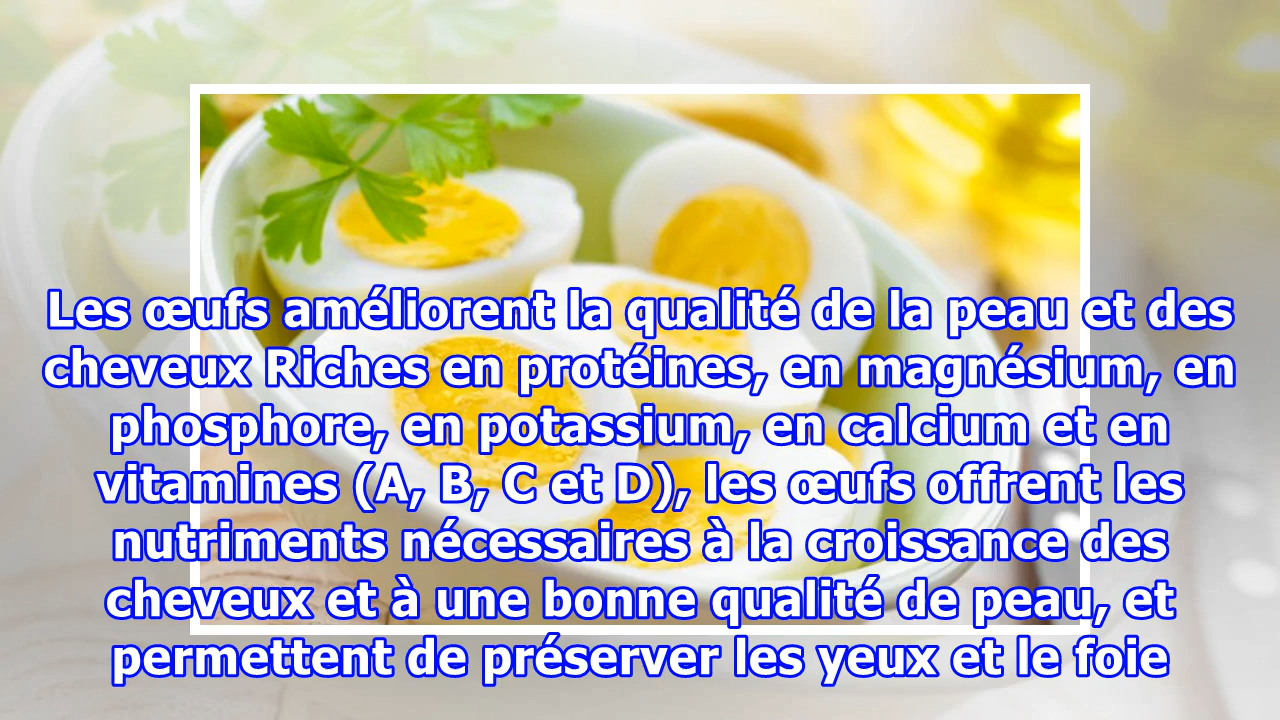 Les œufs améliorent la qualité de la peau et des
cheveux Riches en protéines, en magnésium, en
phosphore, en potassium, en calcium et en
vitamines (A, B, C et D), les œufs offrent les
nutriments nécessaires à la croissance des
cheveux et à une bonne qualité de peau, et
permettent de préserver les yeux et le foie